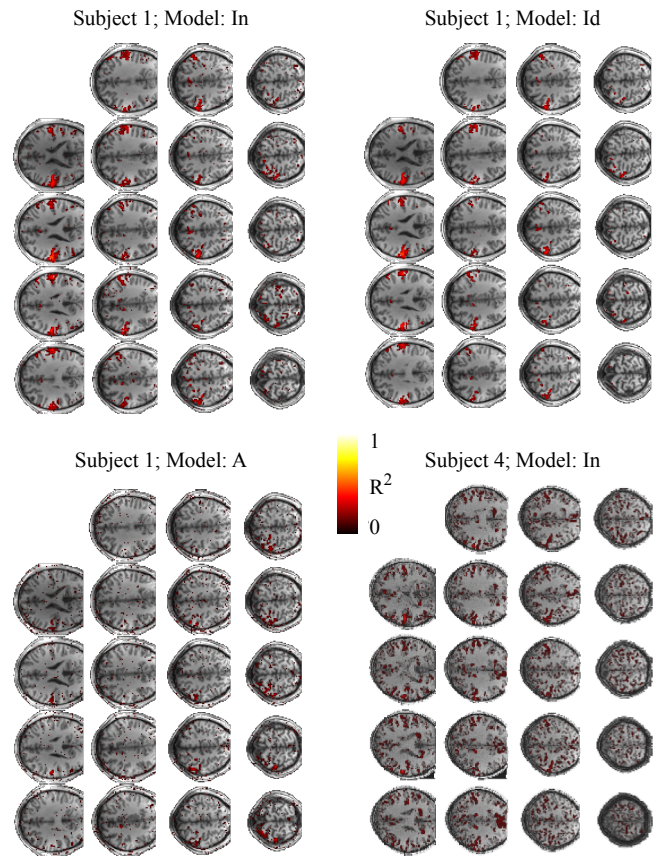 Subject 1; Model: In
Subject 1; Model: Id
Subject 1; Model: A
1
R²
0
Subject 4; Model: In